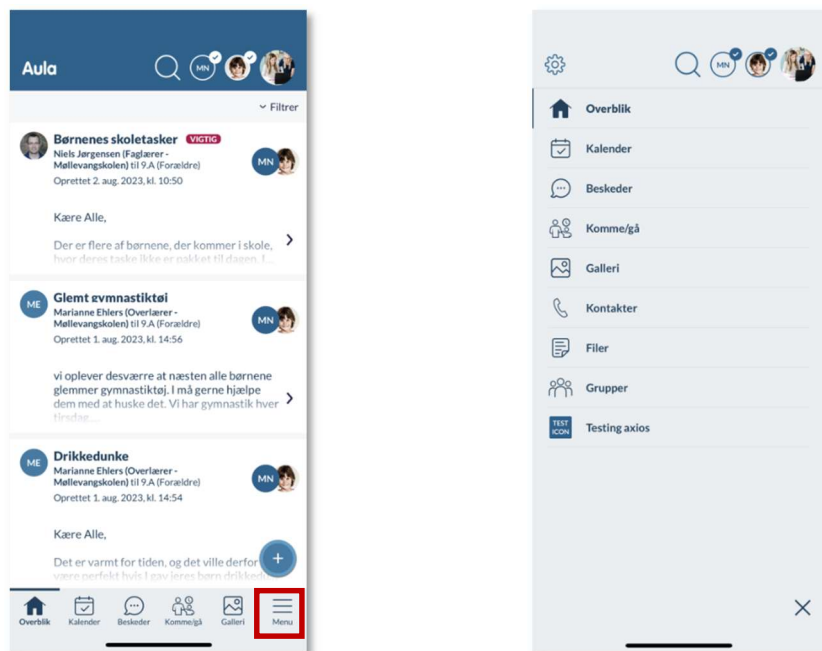 Aula
MN
Filtrer
Børnenes skoletasker VIGTIG
Niels Jørgensen (Faglærer -
Møllevangskolen) til 9.A (Forældre)
Oprettet 2. aug. 2023, kl. 10:50
MN
Kære Alle,
Der er flere af børnene, der kommer i skole,
hvor deres taske ikke er pakket til dagen. I...
ME
Glemt gymnastiktøj
Marianne Ehlers (Overlærer -
Møllevangskolen) til 9.A (Forældre)
Oprettet 1. aug. 2023, kl. 14:56
MN
vi oplever desværre at næsten alle børnene
glemmer gymnastiktøj. I må gerne hjælpe
dem med at huske det. Vi har gymnastik hver
tirsdag...
ME
Drikkedunke
Marianne Ehlers (Overlærer -
Møllevangskolen) til 9.A (Forældre)
Oprettet 1. aug. 2023, kl. 14:54
MN
Kære Alle,
Det er varmt for tiden, og det ville derfor
være perfekt hvis I gav jeres børn
Overblik Kalender Beskeder Komme/gå Galleri Menu
MN
Overblik
Kalender
Beskeder
Komme/gå
Galleri
Kontakter
Filer
Grupper
TEST
ICON
Testing axios